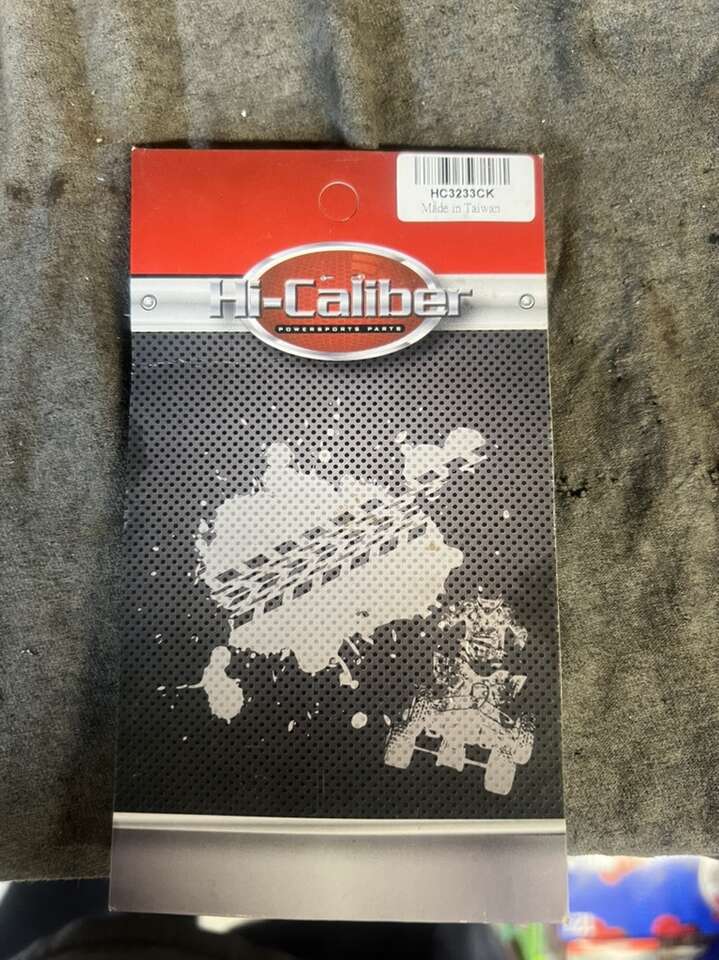 HC3233CK
Made in Taiwan
Hi-Caliber
POWERSPORTS PARTS